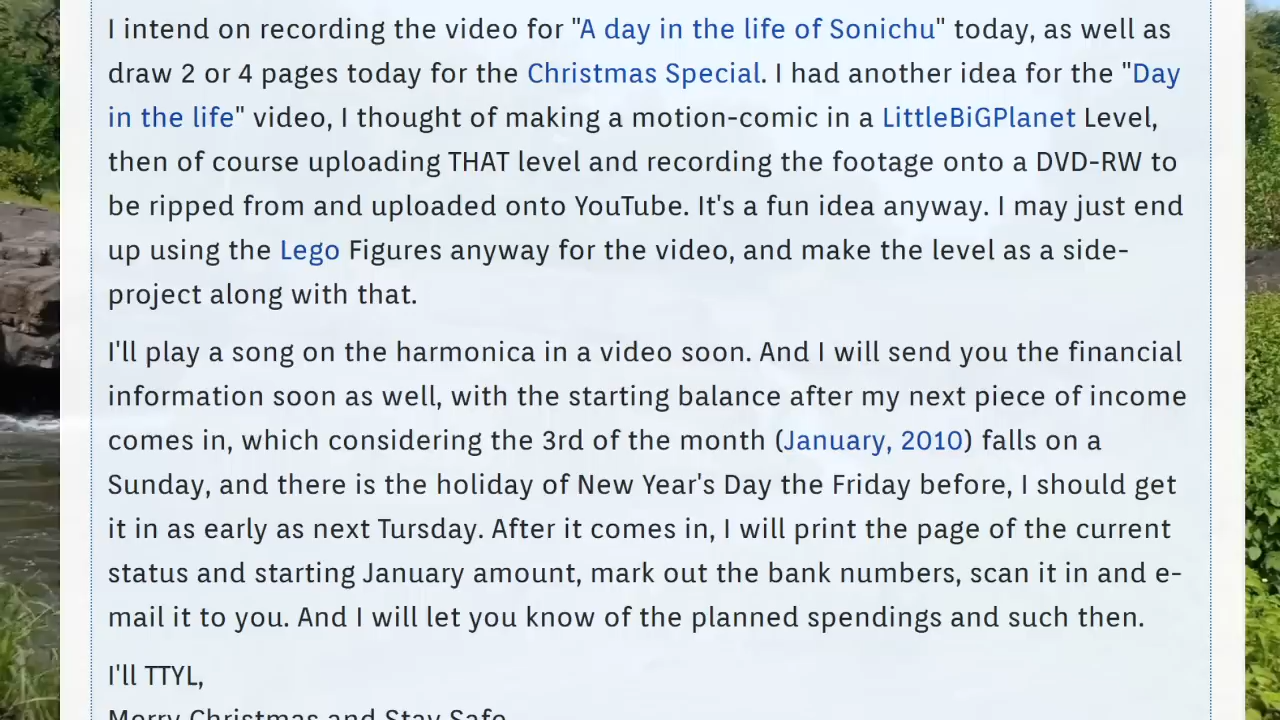 I intend on recording the video for "A day in the life of Sonichu" today, as well as
draw 2 or 4 pages today for the Christmas Special. I had another idea for the "Day
in the life" video, I thought of making a motion-comic in a LittleBiGPlanet Level,
then of course uploading THAT level and recording the footage onto a DVD-RW to
be ripped from and uploaded onto YouTube. It's a fun idea anyway. I may just end
up using the Lego Figures anyway for the video, and make the level as a side-
project along with that.
I'll play a song on the harmonica in a video soon. And I will send you the financial
information soon as well, with the starting balance after my next piece of income
comes in, which considering the 3rd of the month (January, 2010) falls on a
Sunday, and there is the holiday of New Year's Day the Friday before, I should get
it in as early as next Tursday. After it comes in, I will print the page of the current
status and starting January amount, mark out the bank numbers, scan it in and e-
mail it to you. And I will let you know of the planned spendings and such then.
I'll TTYL,
Merry Christmas and Stay Safe